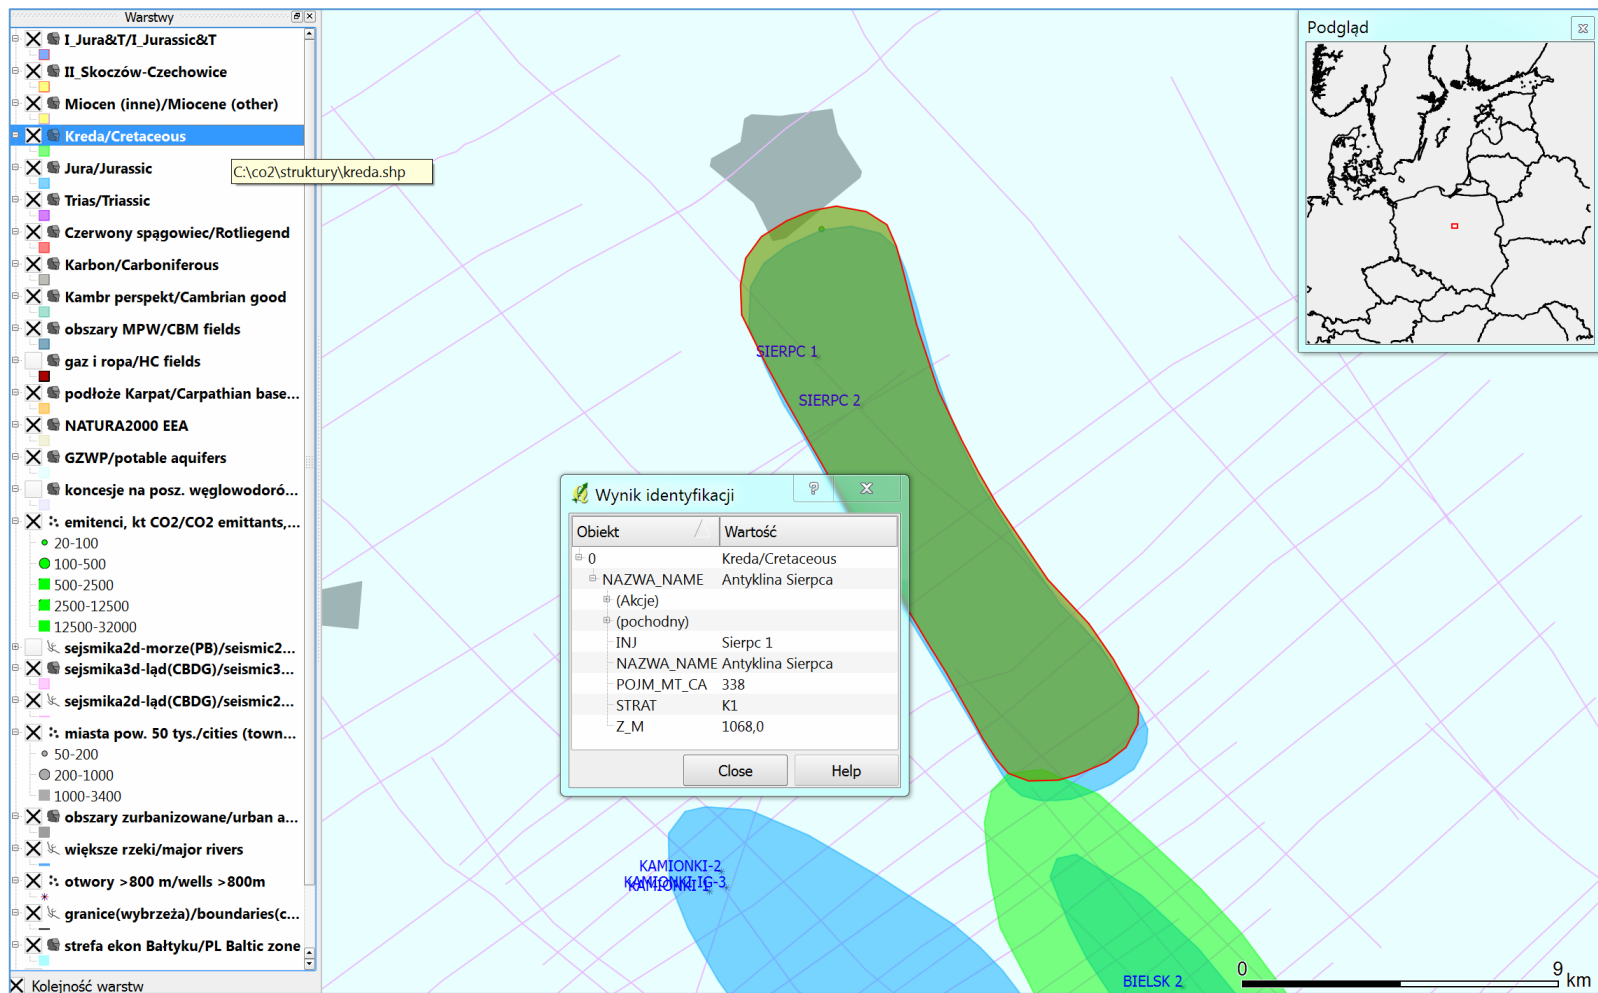 Warstwy
I_Jura&T/I_Jurassic&T
II_Skoczów-Czechowice
Miocen (inne)/Miocene (other)
Kreda/Cretaceous
C:\co2\struktury\kreda.shp
Jura/Jurassic
Trias/Triassic
Czerwony spągowiec/Rotliegend
Karbon/Carboniferous
Kambr perspekt/Cambrian good
obszary MPW/CBM fields
gaz i ropa/HC fields
podłoże Karpat/Carpathian base...
NATURA2000 EEA
GZWP/potable aquifers
koncesje na posz. węglowodoró...
emitenci, kt CO2/CO2 emittants,...
20-100
100-500
500-2500
2500-12500
12500-32000
sejsmika2d-morze(PB)/seismic2...
sejsmika3d-ląd(CBDG)/seismic3...
sejsmika2d-ląd(CBDG)/seismic2...
miasta pow. 50 tys./cities (town...
50-200
200-1000
1000-3400
obszary zurbanizowane/urban a...
większe rzeki/major rivers
otwory >800 m/wells >800m
granice(wybrzeża)/boundaries(c...
strefa ekon Bałtyku/PL Baltic zone
Kolejność warstw
Podgląd
SIERPC 1
SIERPC 2
Wynik identyfikacji
Obiekt Wartość
0 Kreda/Cretaceous
NAZWA_NAME Antyklina Sierpca
(Akcje)
(pochodny)
INJ Sierpc 1
NAZWA_NAME Antyklina Sierpca
POJM_MT_CA 338
STRAT K1
Z_M 1068,0
Close Help
KAMIONKI-2
KAMIONKI-IG-3
KAMIONKI-1
BIELSK 2
0 9 km